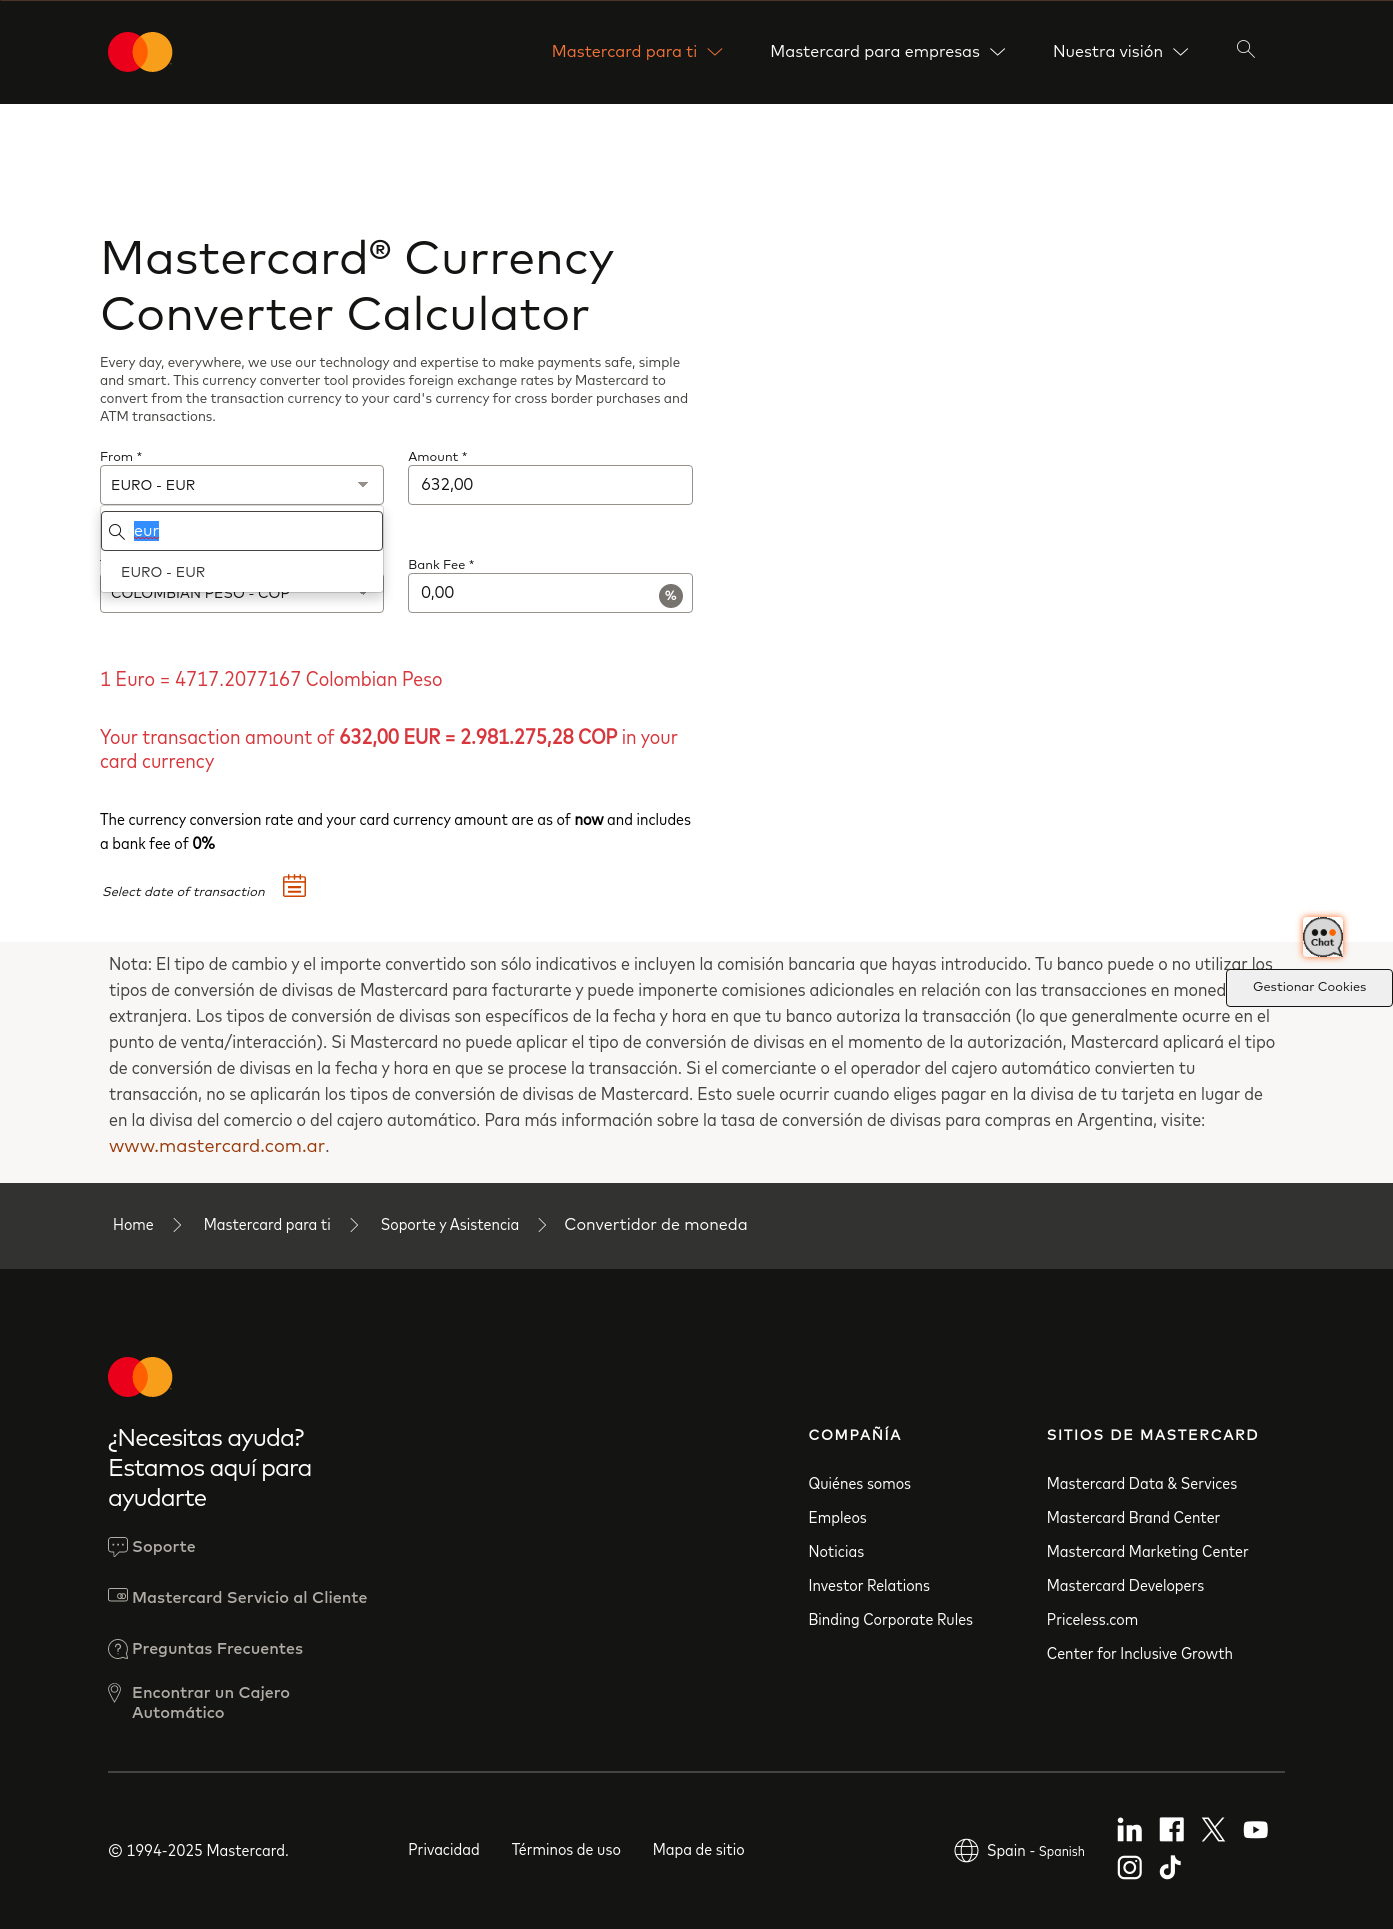 Mastercard para ti
Mastercard para empresas
Nuestra visión
Mastercard® Currency
Converter Calculator
Every day, everywhere, we use our technology and expertise to make payments safe, simple
and smart. This currency converter tool provides foreign exchange rates by Mastercard to
convert from the transaction currency to your card's currency for cross border purchases and
ATM transactions.
From *
Amount *
EURO - EUR
632,00
eur
EURO - EUR
Bank Fee *
COLOMBIAN PESO - COP
0,00
%
1 Euro = 4717.2077167 Colombian Peso
Your transaction amount of 632,00 EUR = 2.981.275,28 COP in your
card currency
The currency conversion rate and your card currency amount are as of now and includes
a bank fee of 0%
Select date of transaction
Chat
Gestionar Cookies
Nota: El tipo de cambio y el importe convertido son sólo indicativos e incluyen la comisión bancaria que hayas introducido. Tu banco puede o no utilizar los
tipos de conversión de divisas de Mastercard para facturarte y puede imponerte comisiones adicionales en relación con las transacciones en moned
extranjera. Los tipos de conversión de divisas son específicos de la fecha y hora en que tu banco autoriza la transacción (lo que generalmente ocurre en el
punto de venta/interacción). Si Mastercard no puede aplicar el tipo de conversión de divisas en el momento de la autorización, Mastercard aplicará el tipo
de conversión de divisas en la fecha y hora en que se procese la transacción. Si el comerciante o el operador del cajero automático convierten tu
transacción, no se aplicarán los tipos de conversión de divisas de Mastercard. Esto suele ocurrir cuando eliges pagar en la divisa de tu tarjeta en lugar de
en la divisa del comercio o del cajero automático. Para más información sobre la tasa de conversión de divisas para compras en Argentina, visite:
www.mastercard.com.ar.
Home
Mastercard para ti
Soporte y Asistencia
Convertidor de moneda
¿Necesitas ayuda?
Estamos aquí para
ayudarte
Soporte
Mastercard Servicio al Cliente
Preguntas Frecuentes
Encontrar un Cajero
Automático
COMPAÑÍA
Quiénes somos
Empleos
Noticias
Investor Relations
Binding Corporate Rules
SITIOS DE MASTERCARD
Mastercard Data & Services
Mastercard Brand Center
Mastercard Marketing Center
Mastercard Developers
Priceless.com
Center for Inclusive Growth
© 1994-2025 Mastercard.
Privacidad
Términos de uso
Mapa de sitio
Spain - Spanish